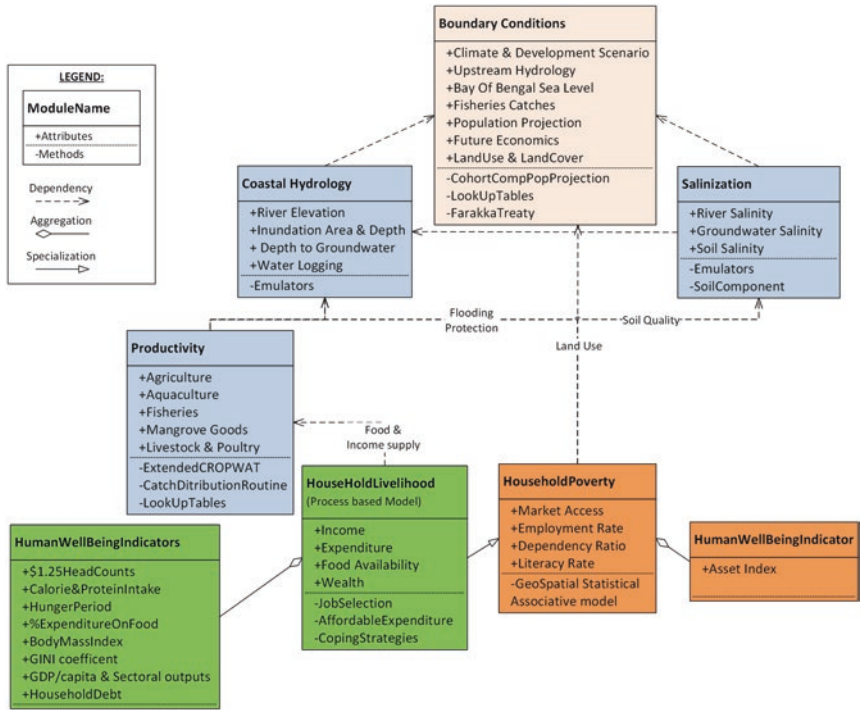 LEGEND:
ModuleName
+Attributes
-Methods
Dependency
Aggregation
Specialization
Boundary Conditions
+Climate & Development Scenario
+Upstream Hydrology
+Bay Of Bengal Sea Level
+Fisheries Catches
+Population Projection
+Future Economics
+LandUse & LandCover
-CohortCompPopProjection
-LookUpTables
-FarakkaTreaty
Coastal Hydrology
+River Elevation
+Inundation Area & Depth
+ Depth to Groundwater
+Water Logging
-Emulators
Salinization
+River Salinity
+Groundwater Salinity
+Soil Salinity
-Emulators
-SoilComponent
Flooding
Protection
Soil Quality
Land Use
Productivity
+Agriculture
+Aquaculture
+Fisheries
+Mangrove Goods
+Livestock & Poultry
-ExtendedCROPWAT
-CatchDitributionRoutine
-LookUpTables
Food &
Income supply
HouseHoldLivelihood
(Process based Model)
+Income
+Expenditure
+Food Availability
+Wealth
-JobSelection
-AffordableExpenditure
-CopingStrategies
HouseholdPoverty
+Market Access
+Employment Rate
+Dependency Ratio
+Literacy Rate
-GeoSpatial Statistical
Associative model
HumanWellBeingIndicators
+$1.25HeadCounts
+Calorie&ProteinIntake
+HungerPeriod
+%ExpenditureOnFood
+BodyMassIndex
+GINI coefficent
+GDP/capita & Sectoral outputs
+HouseholdDebt
HumanWellBeingIndicator
+Asset Index